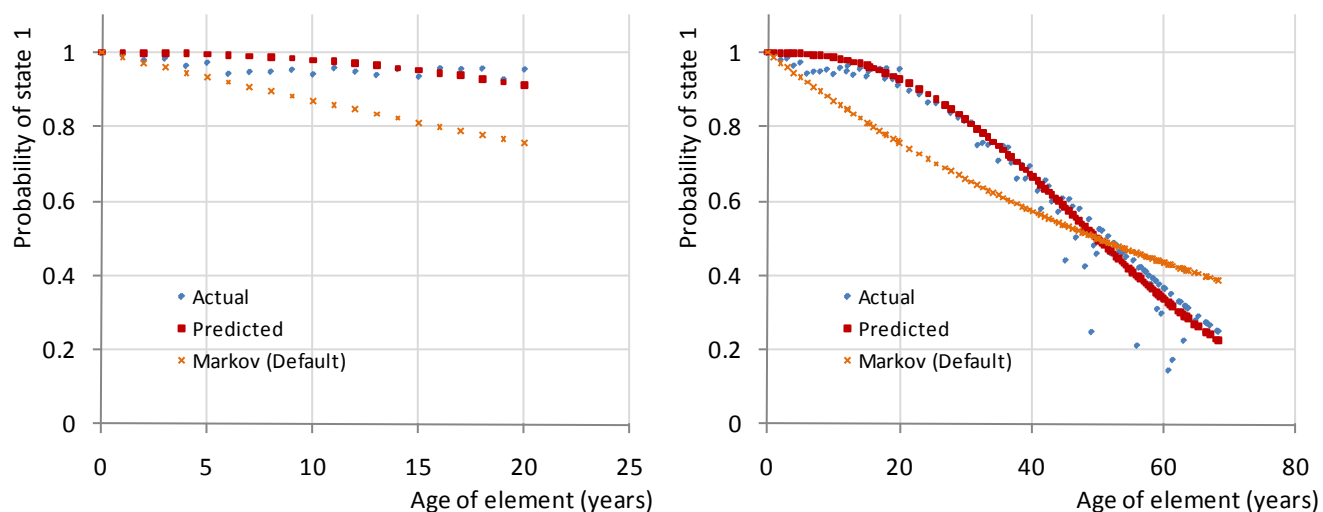 Probability of state 1
1
0.8
0.6
0.4
0.2
0
Actual
Predicted
Markov (Default)
0 5 10 15 20 25
Age of element (years)
Probability of state 1
1
0.8
0.6
0.4
0.2
0
Actual
Predicted
Markov (Default)
0 20 40 60 80
Age of element (years)